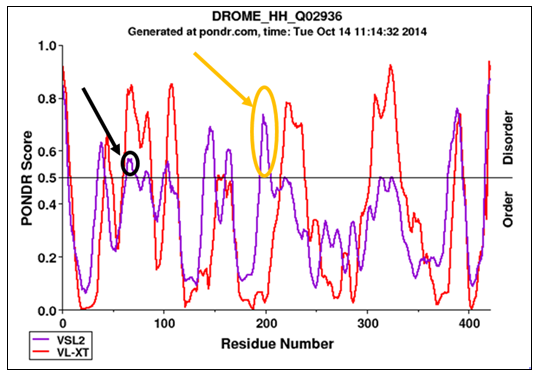 DROME_HH_Q02936
Generated at pondr.com, time: Tue Oct 14 11:14:32 2014
1.0
0.8
0.6
0.5
0.4
0.2
0.0
PONDR Score
Disorder
Order
0 100 200 300 400
Residue Number
VSL2
VL-XT